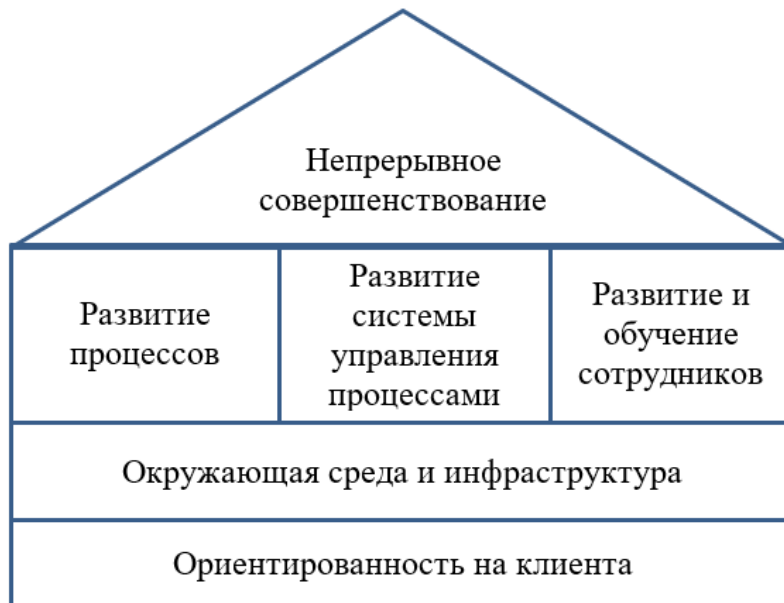 Непрерывное
совершенствование
Развитие
процессов
Развитие
системы
управления
процессами
Развитие и
обучение
сотрудников
Окружающая среда и инфраструктура
Ориентированность на клиента